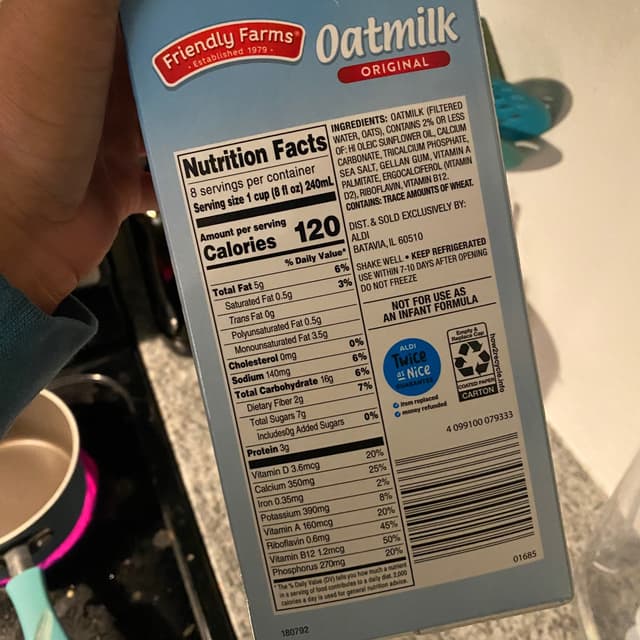 Friendly Farms®
• Established 1979 •
Oatmilk
ORIGINAL
Nutrition Facts
8 servings per container
Serving size 1 cup (8 fl oz) 240mL
Amount per serving
Calories 120
% Daily Value*
Total Fat 5g 6%
Saturated Fat 0.5g 3%
Trans Fat 0g
Polyunsaturated Fat 0.5g
Monounsaturated Fat 3.5g
Cholesterol 0mg 0%
Sodium 140mg 6%
Total Carbohydrate 16g 6%
Dietary Fiber 2g 7%
Total Sugars 7g
Includes 0g Added Sugars 0%
Protein 3g
Vitamin D 3.6mcg 20%
Calcium 350mg 25%
Iron 0.35mg 2%
Potassium 390mg 8%
Vitamin A 160mcg 20%
Riboflavin 0.6mg 45%
Vitamin B12 1.2mcg 50%
Phosphorus 270mg 20%
*The % Daily Value (DV) tells you how much a nutrient
in a serving of food contributes to a daily diet. 2,000
calories a day is used for general nutrition advice.
INGREDIENTS: OATMILK (FILTERED
WATER, OATS), CONTAINS 2% OR LESS
OF: HI OLEIC SUNFLOWER OIL, CALCIUM
CARBONATE, TRICALCIUM PHOSPHATE,
SEA SALT, GELLAN GUM, VITAMIN A
PALMITATE, ERGOCALCIFEROL (VITAMIN
D2), RIBOFLAVIN, VITAMIN B12.
CONTAINS: TRACE AMOUNTS OF WHEAT.
DIST. & SOLD EXCLUSIVELY BY:
ALDI
BATAVIA, IL 60510
SHAKE WELL • KEEP REFRIGERATED
USE WITHIN 7-10 DAYS AFTER OPENING
DO NOT FREEZE
NOT FOR USE AS
AN INFANT FORMULA
ALDI
Twice
as Nice
GUARANTEE
item replaced
money refunded
Empty &
Replace Cap
COATED PAPER
CARTON
how2recycle.info
4 099100 079333
01685
180792